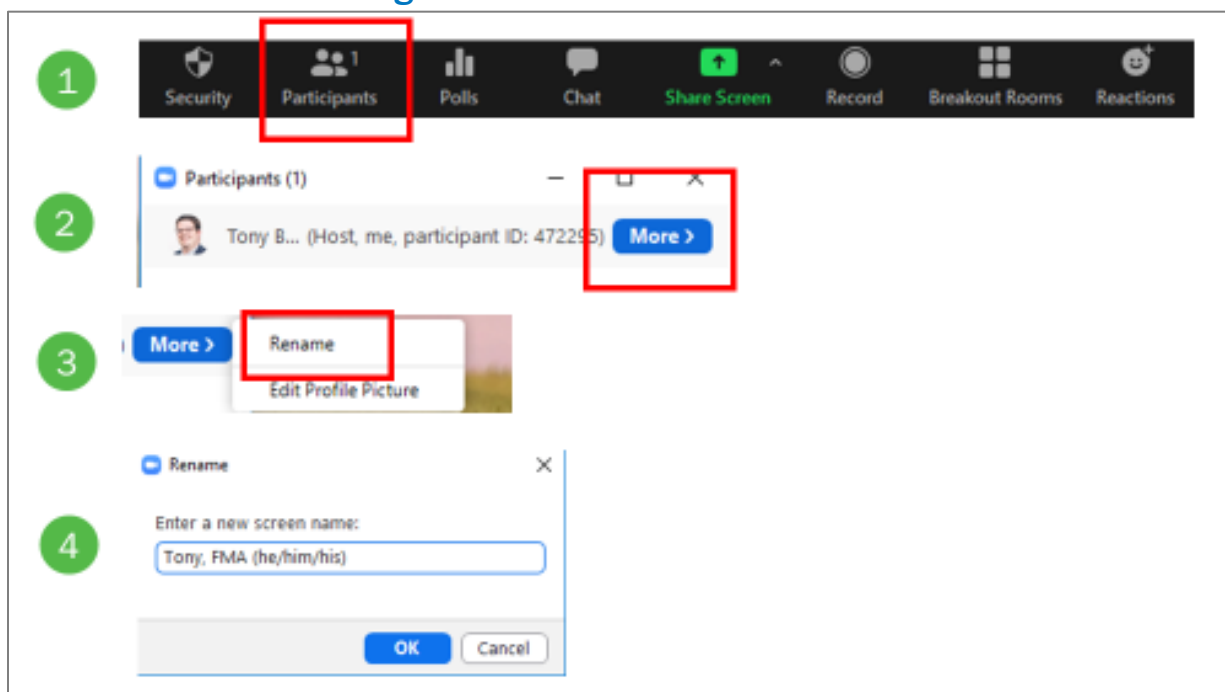 1
Security Participants 1 Polls Chat Share Screen Record Breakout Rooms Reactions
2
Participants (1)
Tony B... (Host, me, participant ID: 472295) More >
3
More > Rename
Edit Profile Picture
4
Rename
Enter a new screen name:
Tony, FMA (he/him/his)
OK Cancel